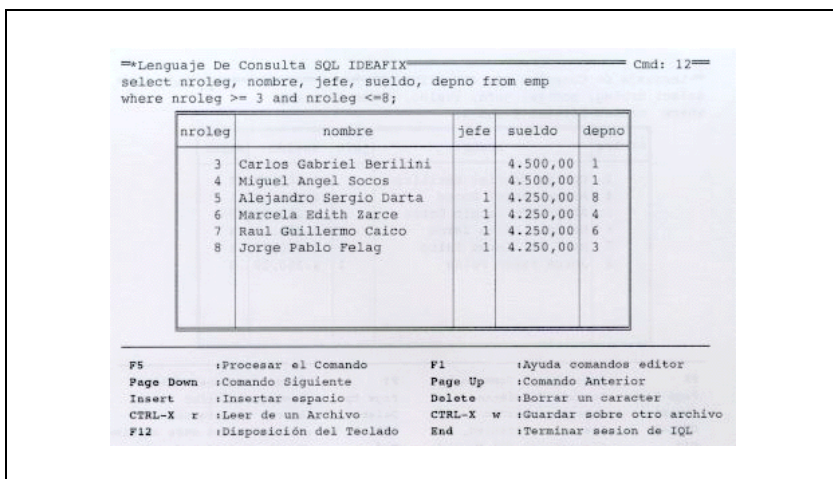 *Lenguaje De Consulta SQL IDEAFIX Cmd: 12
select nroleg, nombre, jefe, sueldo, depno from emp
where nroleg >= 3 and nroleg <=8;
nroleg nombre jefe sueldo depno
3 Carlos Gabriel Berilini 4.500,00 1
4 Miguel Angel Socos 4.500,00 1
5 Alejandro Sergio Darta 1 4.250,00 8
6 Marcela Edith Zarce 1 4.250,00 4
7 Raul Guillermo Caico 1 4.250,00 6
8 Jorge Pablo Felag 1 4.250,00 3
F5 :Procesar el Comando F1 :Ayuda comandos editor
Page Down :Comando Siguiente Page Up :Comando Anterior
Insert :Insertar espacio Delete :Borrar un caracter
CTRL-X r :Leer de un Archivo CTRL-X w :Guardar sobre otro archivo
F12 :Disposición del Teclado End :Terminar sesion de IQL